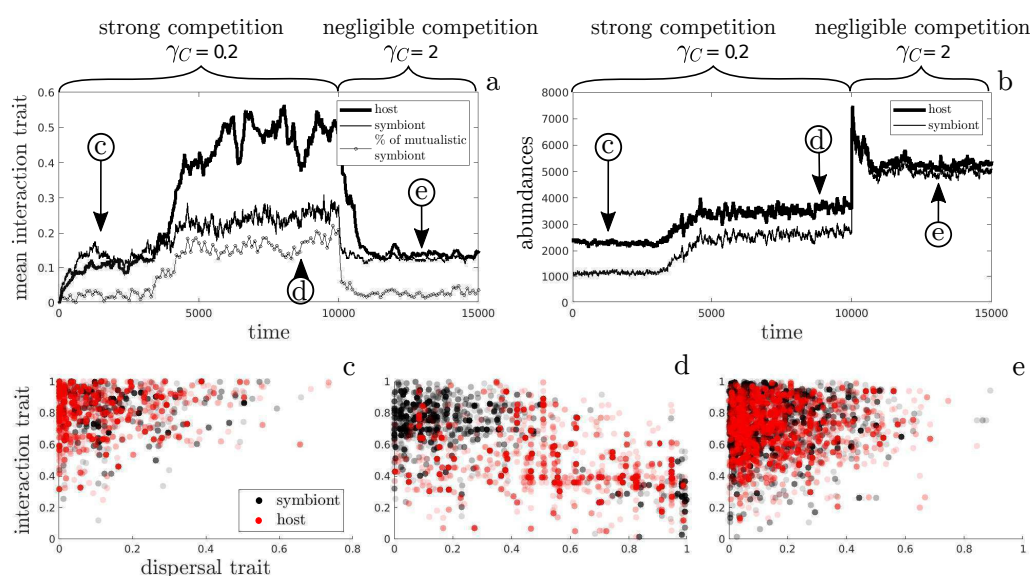 strong competition
γC = 0.2
negligible competition
γC = 2
a
mean interaction trait
0.6
0.5
0.4
0.3
0.2
0.1
0
host
symbiont
% of mutualistic
symbiont
c
e
d
0
5000
10000
15000
time
strong competition
γC = 0.2
negligible competition
γC = 2
b
abundances
8000
7000
6000
5000
4000
3000
2000
1000
0
host
symbiont
c
d
e
0
5000
10000
15000
time
c
interaction trait
1
0.8
0.6
0.4
0.2
0
symbiont
host
0
0.2
0.4
0.6
0.8
dispersal trait
d
1
0.8
0.6
0.4
0.2
0
0
0.2
0.4
0.6
0.8
1
e
1
0.8
0.6
0.4
0.2
0
0
0.2
0.4
0.6
0.8
1